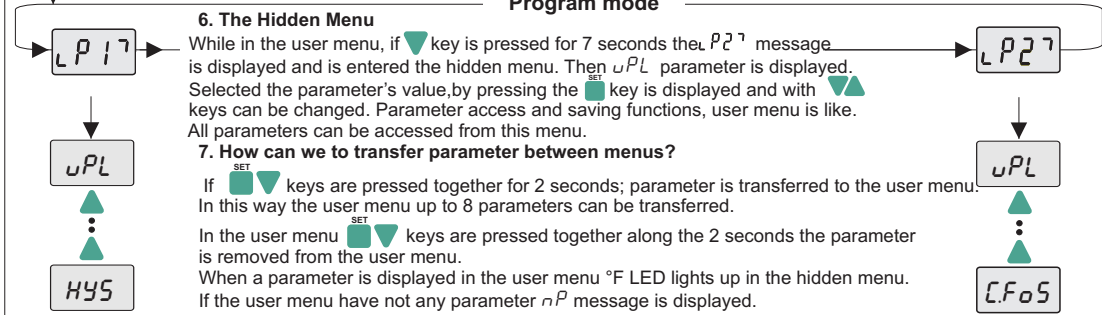 Program mode
6. The Hidden Menu
While in the user menu, if key is pressed for 7 seconds the ˻P2˺ message
is displayed and is entered the hidden menu. Then uPL parameter is displayed.
SET
Selected the parameter's value,by pressing the key is displayed and with
keys can be changed. Parameter access and saving functions, user menu is like.
All parameters can be accessed from this menu.
7. How can we to transfer parameter between menus?
SET
If keys are pressed together for 2 seconds; parameter is transferred to the user menu.
In this way the user menu up to 8 parameters can be transferred.
SET
In the user menu keys are pressed together along the 2 seconds the parameter
is removed from the user menu.
When a parameter is displayed in the user menu °F LED lights up in the hidden menu.
If the user menu have not any parameter nP message is displayed.
˻P1˺
uPL
HYS
˻P2˺
uPL
C.FoS